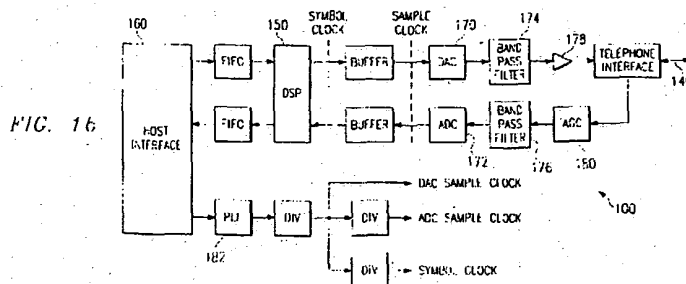 160
150
SYMBOL
CLOCK
SAMPLE
CLOCK
170
174
178
FIFO
DSP
BUFFER
DAC
BAND
PASS
FILTER
TELEPHONE
INTERFACE
FIG. 16
HOST
INTERFACE
FIFO
BUFFER
ADC
172
BAND
PASS
FILTER
176
AGC
180
DAC SAMPLE CLOCK
PLL
182
DIV
DIV
ADC SAMPLE CLOCK
100
DIV
SYMBOL CLOCK